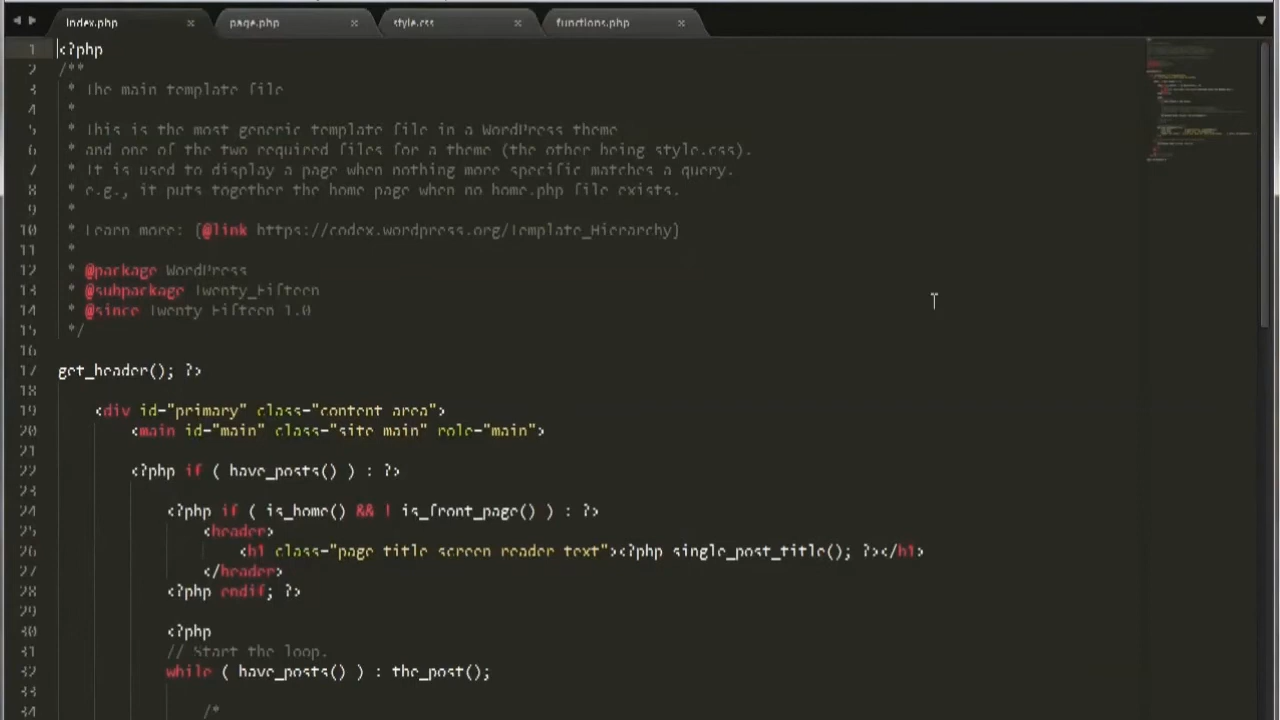 index.php
page.php
style.css
functions.php
1 <?php
2 /**
3 * The main template file
4 *
5 * This is the most generic template file in a WordPress theme
6 * and one of the two required files for a theme (the other being style.css).
7 * It is used to display a page when nothing more specific matches a query.
8 * e.g., it puts together the home page when no home.php file exists.
9 *
10 * Learn more: {@link https://codex.wordpress.org/Template_Hierarchy}
11 *
12 * @package WordPress
13 * @subpackage Twenty_Fifteen
14 * @since Twenty Fifteen 1.0
15 */
16
17 get_header(); ?>
18
19 <div id="primary" class="content-area">
20 <main id="main" class="site-main" role="main">
21
22 <?php if ( have_posts() ) : ?>
23
24 <?php if ( is_home() && ! is_front_page() ) : ?>
25 <header>
26 <h1 class="page-title screen-reader-text"><?php single_post_title(); ?></h1>
27 </header>
28 <?php endif; ?>
29
30 <?php
31 // Start the loop.
32 while ( have_posts() ) : the_post();
33
34 /*